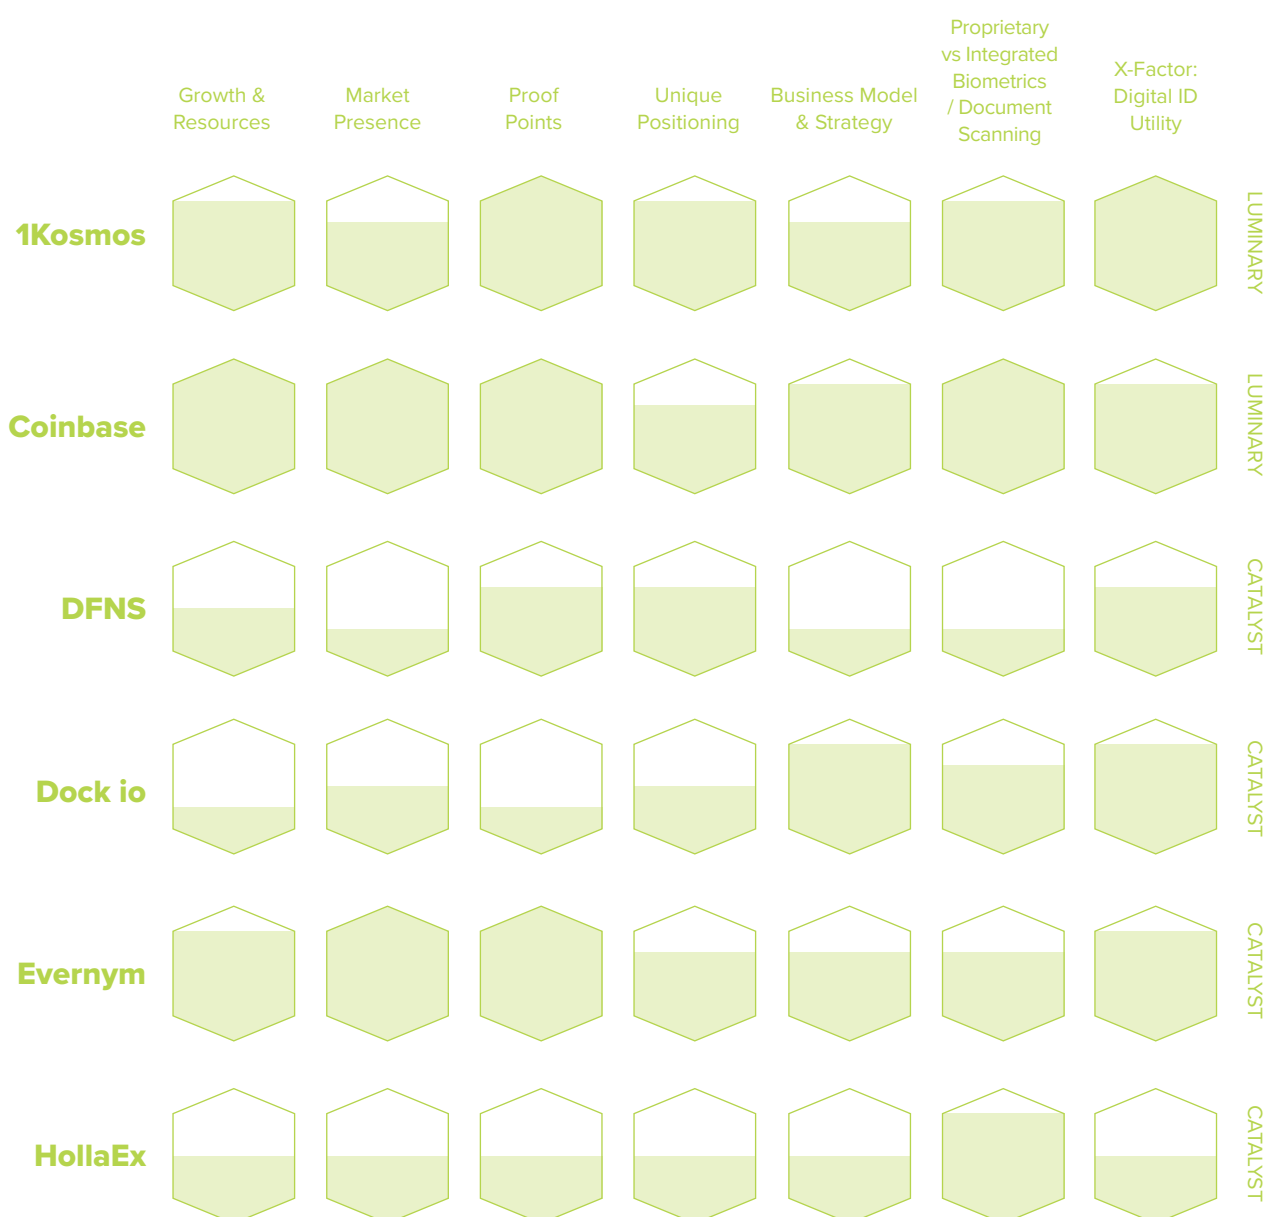 Growth &
Resources
Market
Presence
Proof
Points
Unique
Positioning
Business Model
& Strategy
Proprietary
vs Integrated
Biometrics
/ Document
Scanning
X-Factor:
Digital ID
Utility
1Kosmos
LUMINARY
Coinbase
LUMINARY
DFNS
CATALYST
Dock io
CATALYST
Evernym
CATALYST
HollaEx
CATALYST